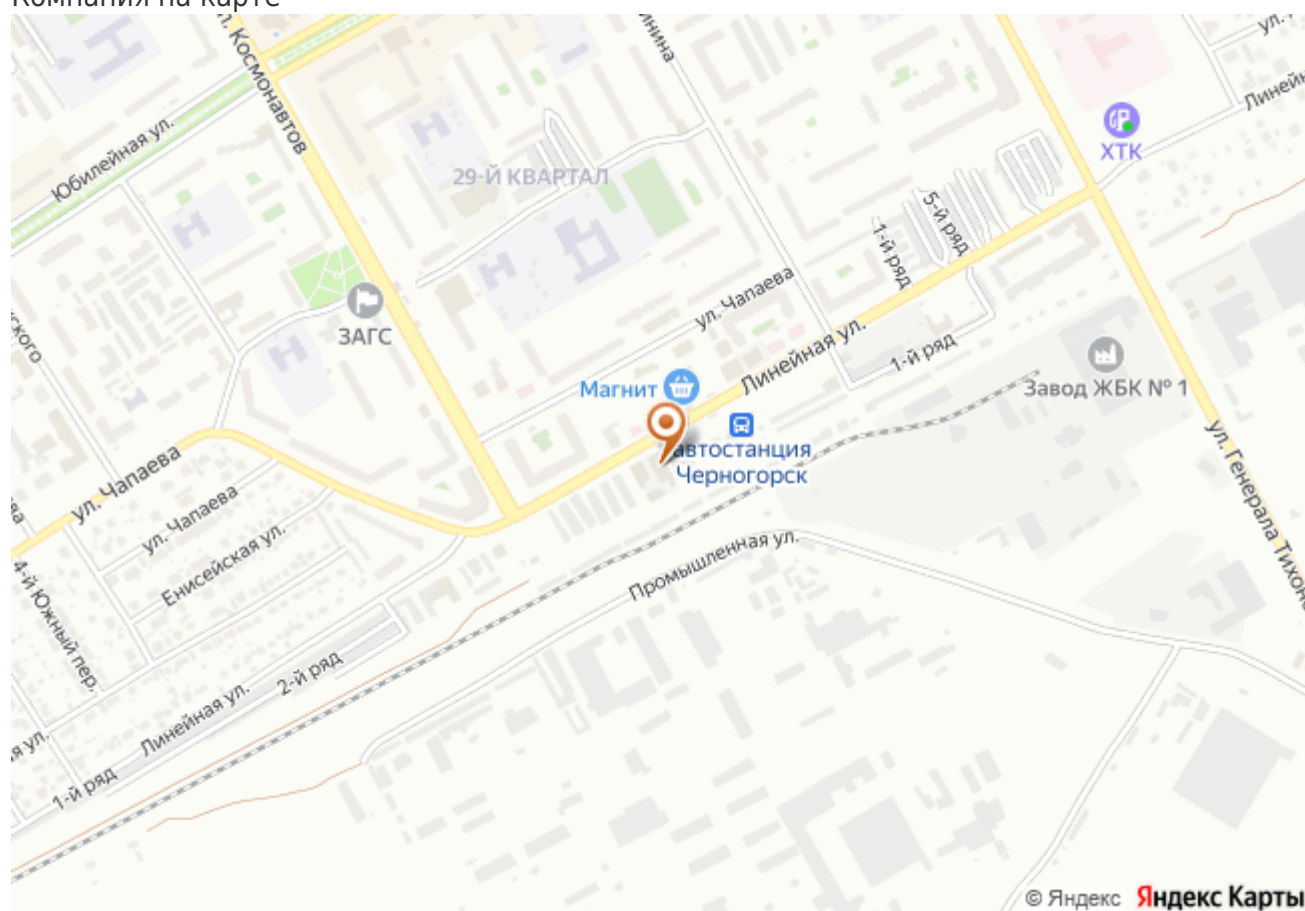 Компания на карте
ул. Космонавтов
Юбилейная ул.
29-Й КВАРТАЛ
ХТК
5-й ряд
1-й ряд
ул. Чапаева
ЗАГС
Линейная ул.
1-й ряд
Магнит
Завод ЖБК № 1
автостанция
Черногорск
ул. Генерала Тихоно
ул. Чапаева
ул. Чапаева
Енисейская ул.
Промышленная ул.
4-й Южный пер.
2-й ряд
Линейная ул.
1-й ряд
© Яндекс Яндекс Карты